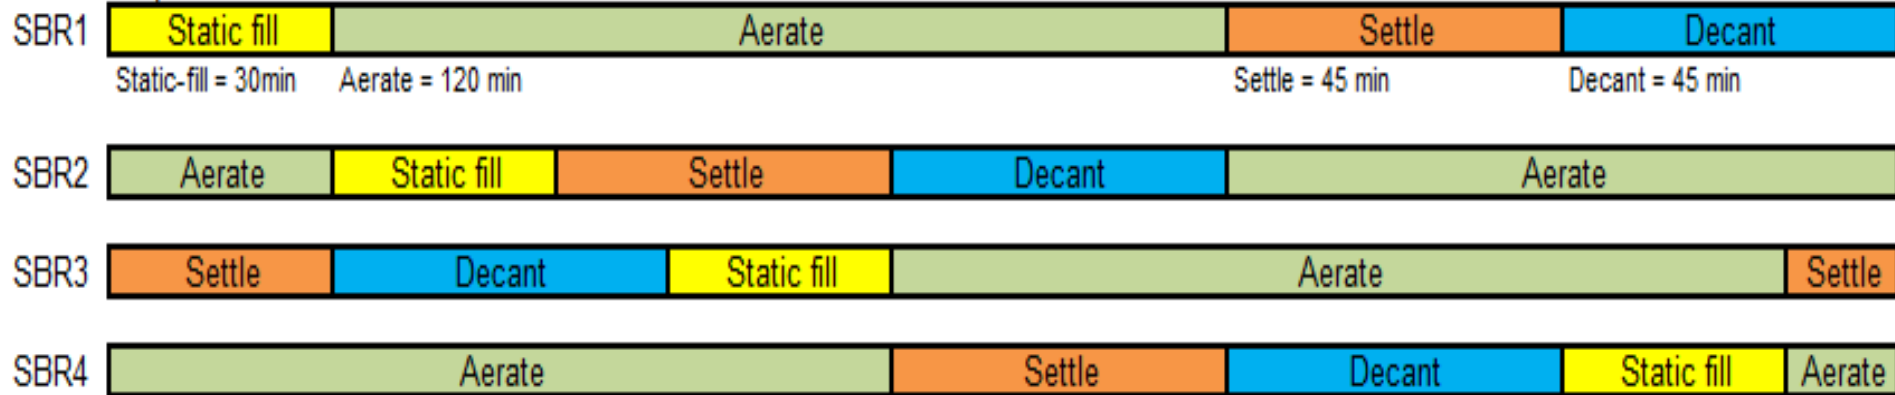 SBR1 Static fill Aerate Settle Decant
Static-fill = 30min Aerate = 120 min Settle = 45 min Decant = 45 min
SBR2 Aerate Static fill Settle Decant Aerate
SBR3 Settle Decant Static fill Aerate Settle
SBR4 Aerate Settle Decant Static fill Aerate